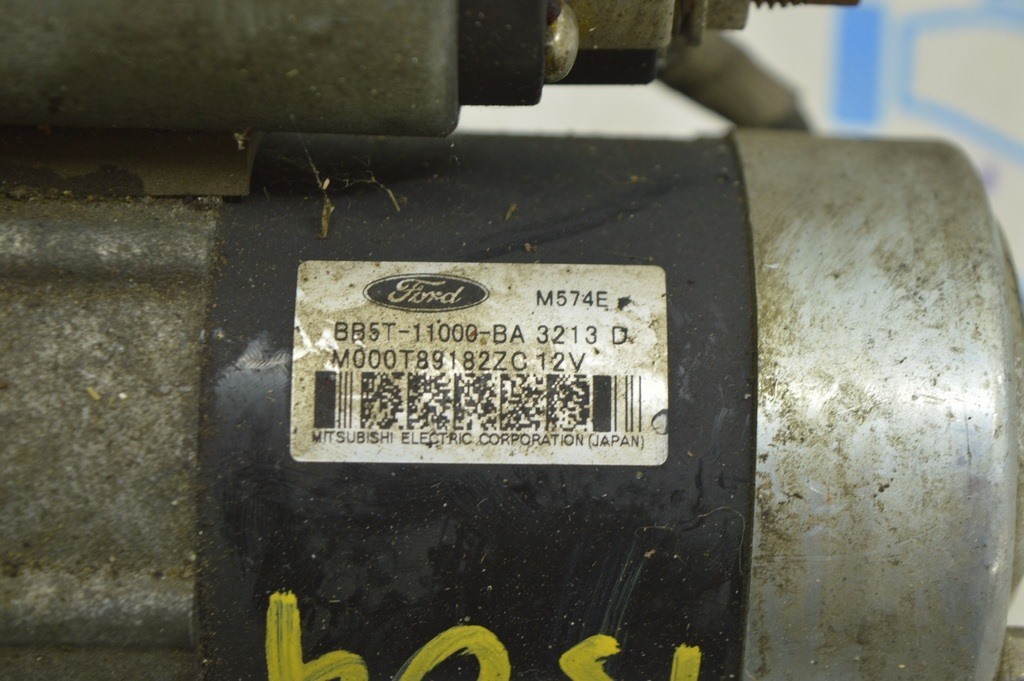 Ford M574E
BB5T-11000-BA 3213 D
M000T89182ZC 12V
MITSUBISHI ELECTRIC CORPORATION (JAPAN)